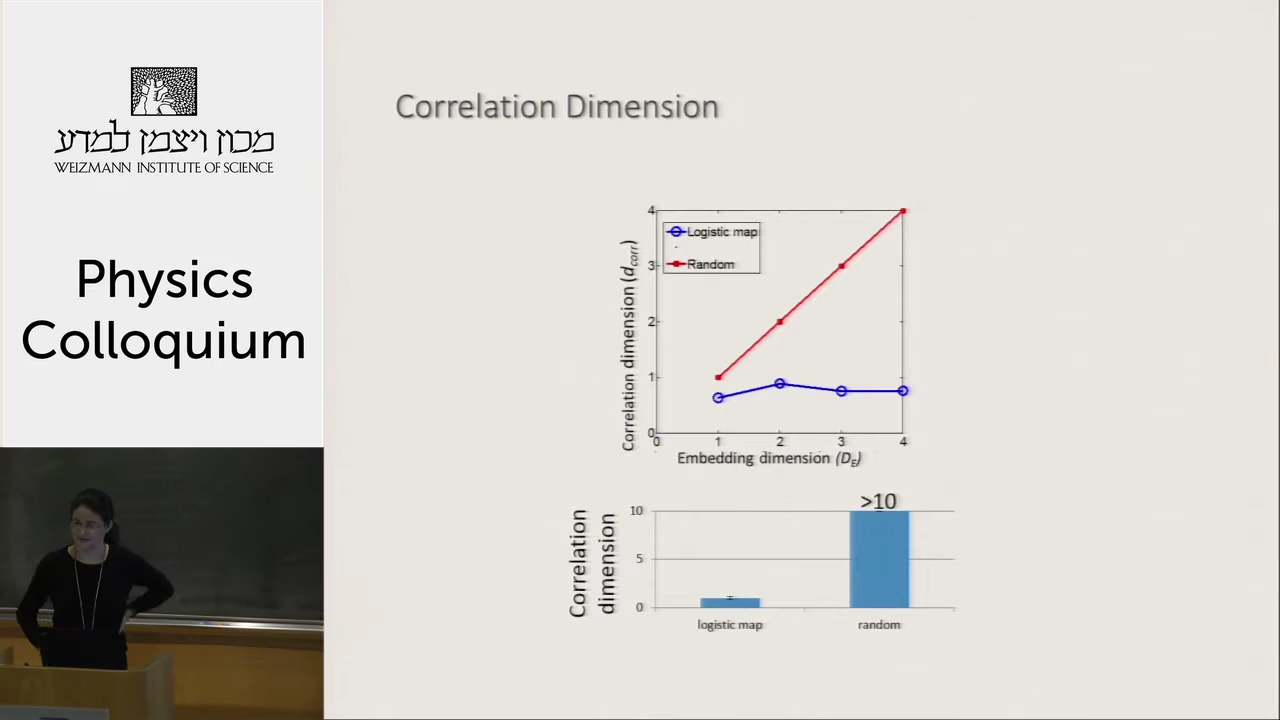 מכון ויצמן למדע
WEIZMANN INSTITUTE OF SCIENCE
Physics
Colloquium
Correlation Dimension
4
3
2
1
0
Logistic map
Random
Correlation dimension (dcorr)
0 1 2 3 4
Embedding dimension (DE)
>10
10
5
0
Correlation
dimension
logistic map random